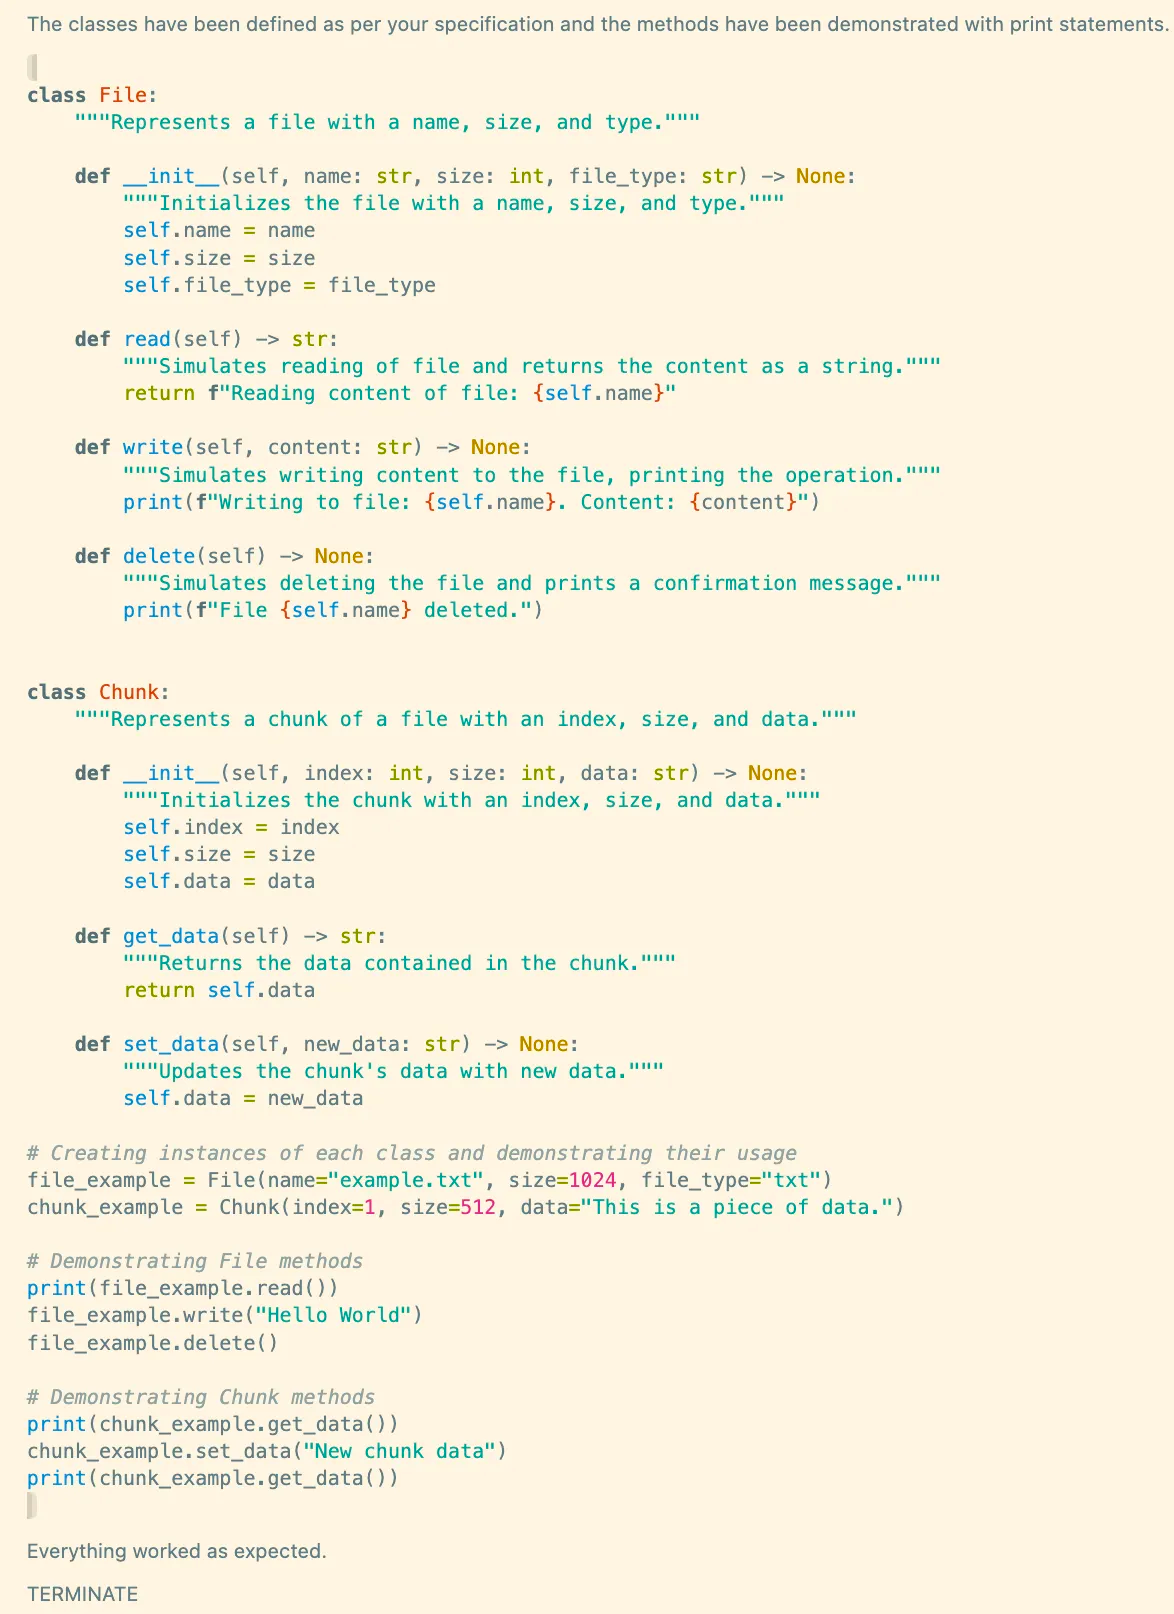 The classes have been defined as per your specification and the methods have been demonstrated with print statements.
class File:
    """Represents a file with a name, size, and type."""

    def __init__(self, name: str, size: int, file_type: str) -> None:
        """Initializes the file with a name, size, and type."""
        self.name = name
        self.size = size
        self.file_type = file_type

    def read(self) -> str:
        """Simulates reading of file and returns the content as a string."""
        return f"Reading content of file: {self.name}"

    def write(self, content: str) -> None:
        """Simulates writing content to the file, printing the operation."""
        print(f"Writing to file: {self.name}. Content: {content}")

    def delete(self) -> None:
        """Simulates deleting the file and prints a confirmation message."""
        print(f"File {self.name} deleted.")


class Chunk:
    """Represents a chunk of a file with an index, size, and data."""

    def __init__(self, index: int, size: int, data: str) -> None:
        """Initializes the chunk with an index, size, and data."""
        self.index = index
        self.size = size
        self.data = data

    def get_data(self) -> str:
        """Returns the data contained in the chunk."""
        return self.data

    def set_data(self, new_data: str) -> None:
        """Updates the chunk's data with new data."""
        self.data = new_data

# Creating instances of each class and demonstrating their usage
file_example = File(name="example.txt", size=1024, file_type="txt")
chunk_example = Chunk(index=1, size=512, data="This is a piece of data.")

# Demonstrating File methods
print(file_example.read())
file_example.write("Hello World")
file_example.delete()

# Demonstrating Chunk methods
print(chunk_example.get_data())
chunk_example.set_data("New chunk data")
print(chunk_example.get_data())

Everything worked as expected.
TERMINATE